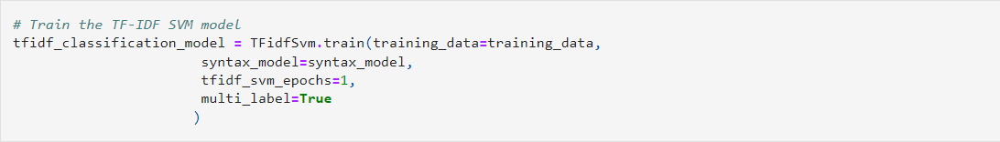 # Train the TF-IDF SVM model
tfidf_classification_model = TFidfSvm.train(training_data=training_data,
                        syntax_model=syntax_model,
                        tfidf_svm_epochs=1,
                        multi_label=True
                       )